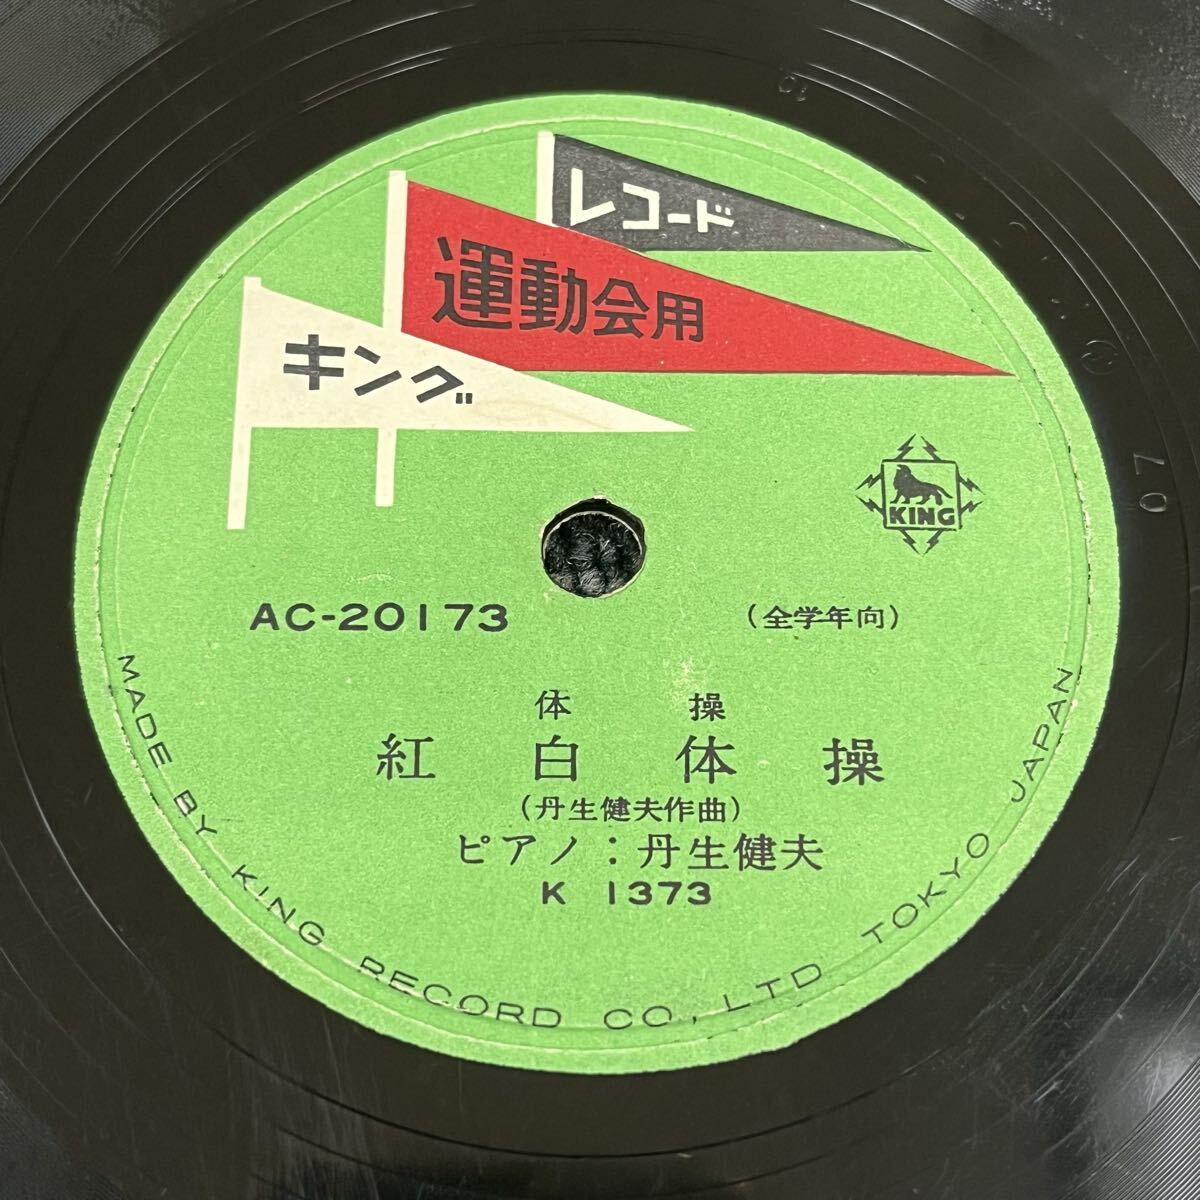 レコード
運動会用
キング
KING
AC-20173
(全学年向)
体操
紅白体操
(丹生健夫作曲)
ピアノ:丹生健夫
K 1373
MADE BY KING RECORD CO., LTD TOKYO JAPAN